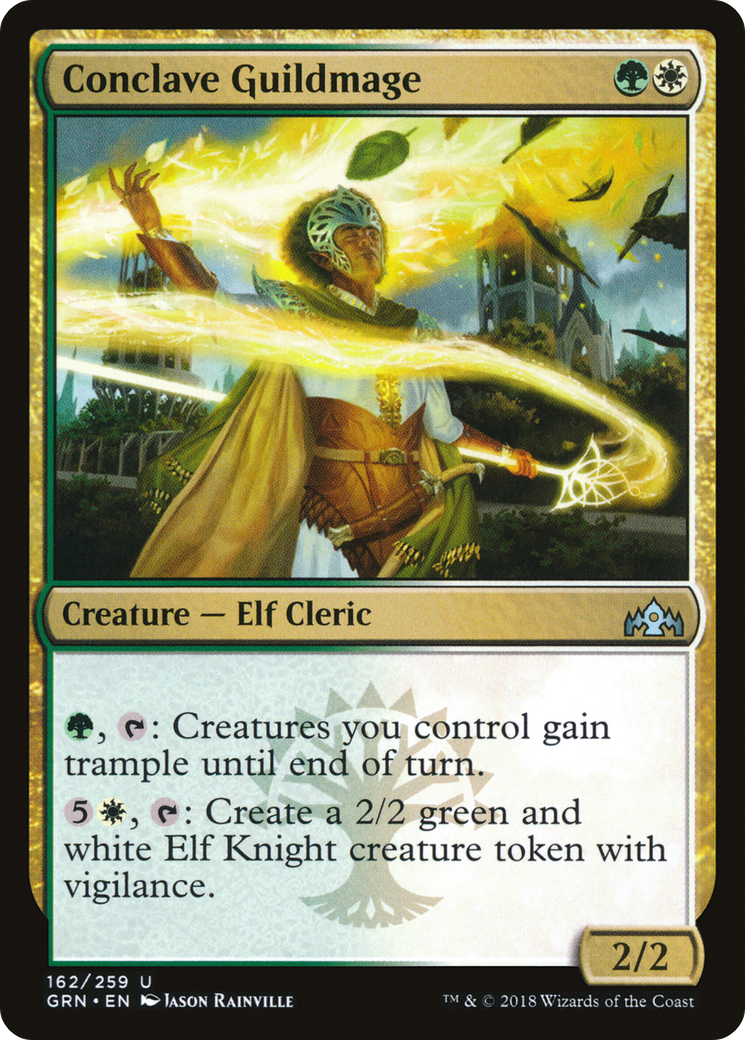 Conclave Guildmage
Creature — Elf Cleric
, : Creatures you control gain
trample until end of turn.
5 , : Create a 2/2 green and
white Elf Knight creature token with
vigilance.
2/2
162/259 U
GRN • EN Jason Rainville
™ & © 2018 Wizards of the Coast